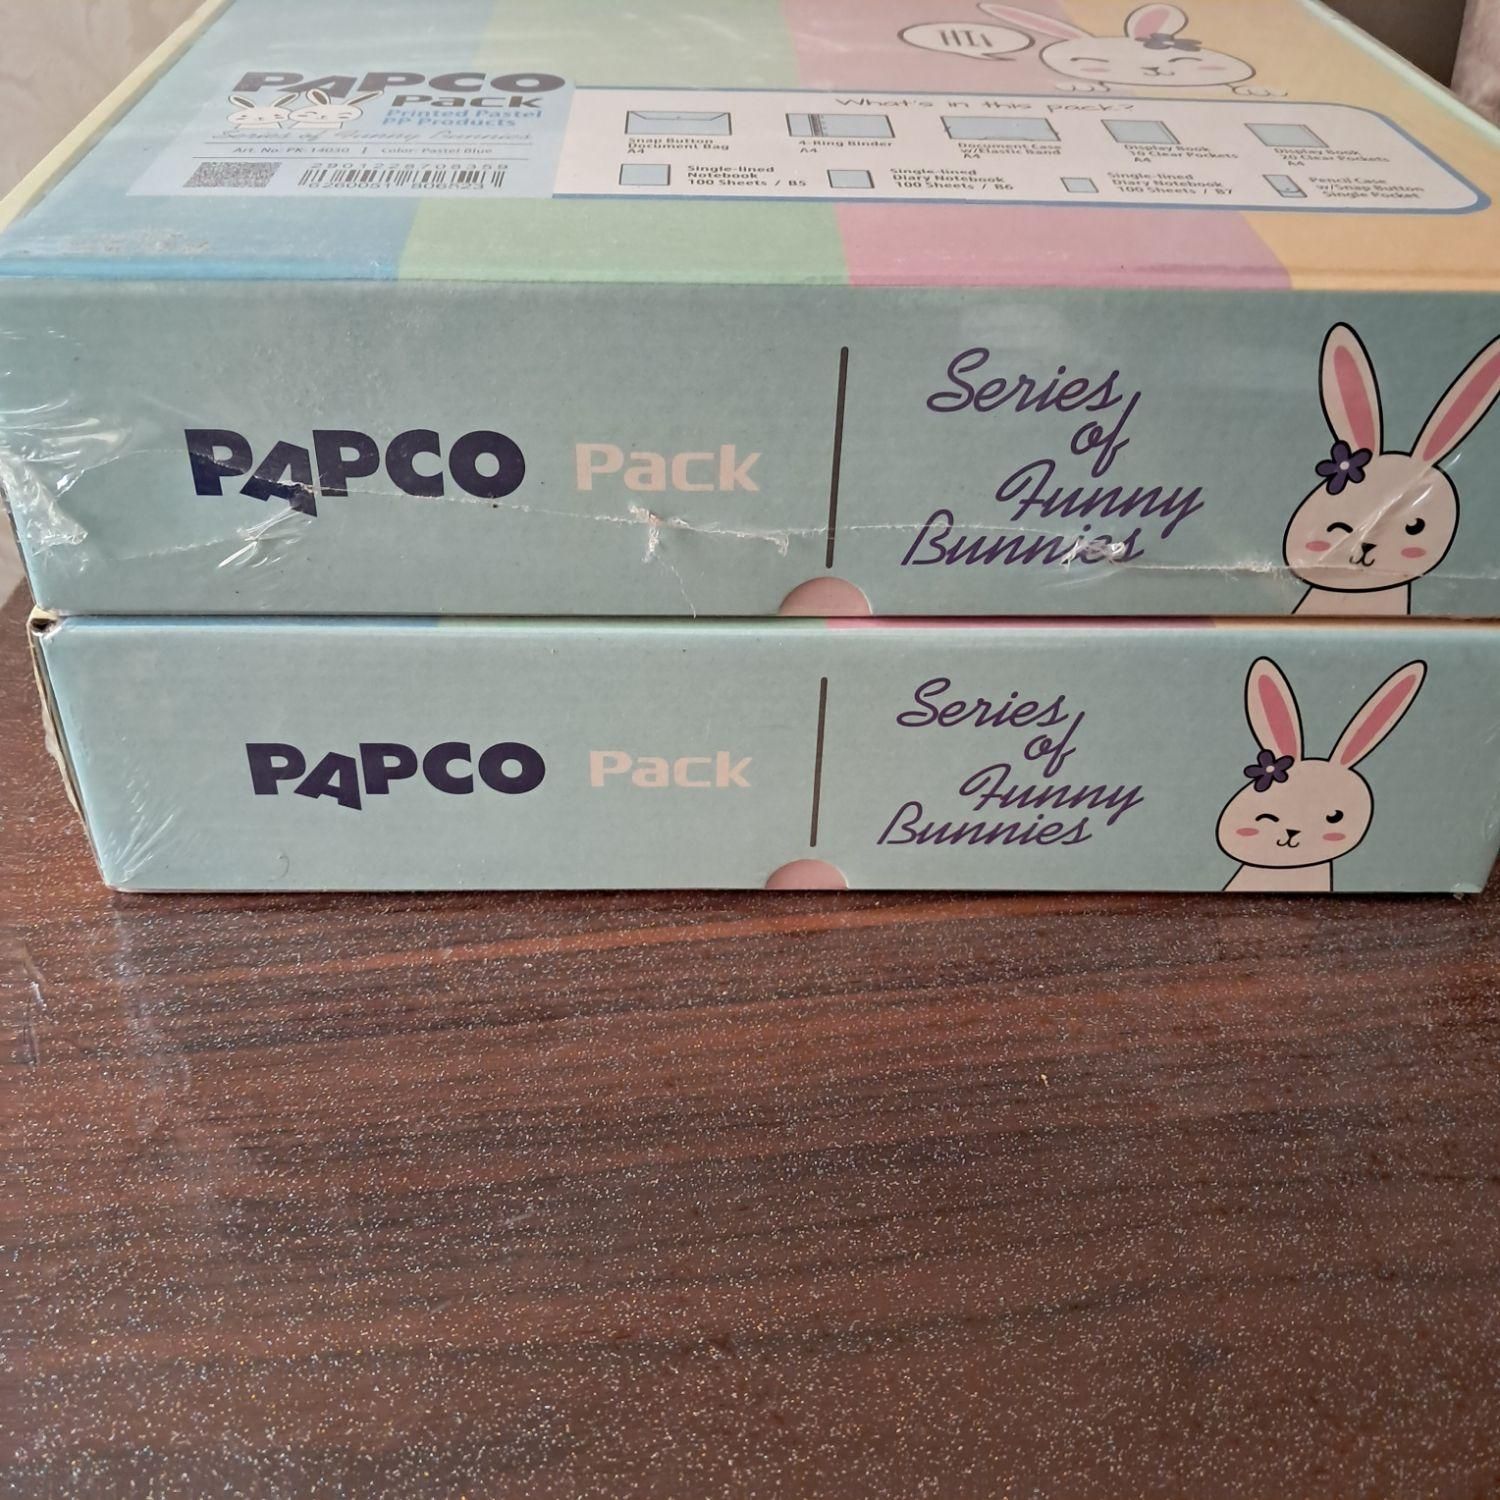 HI!
PAPCO
Pack
Printed Pastel
PP Products
Series of Funny Bunnies
Art. No: PK-14030 | Color: Pastel Blue
2901228708359
6260051 806523
What's in this pack?
Snap Button
Document Bag
A4
4-Ring Binder
A4
Document Case
w/Elastic Band
A4
Display Book
10 Clear Pockets
A4
Display Book
20 Clear Pockets
A4
Single-lined
Notebook
100 Sheets / B5
Single-lined
Diary Notebook
100 Sheets / B6
Single-lined
Diary Notebook
100 Sheets / B7
Pencil Case
w/Snap Button
Single Pocket
PAPCO Pack
Series
of
Funny
Bunnies
PAPCO Pack
Series
of
Funny
Bunnies